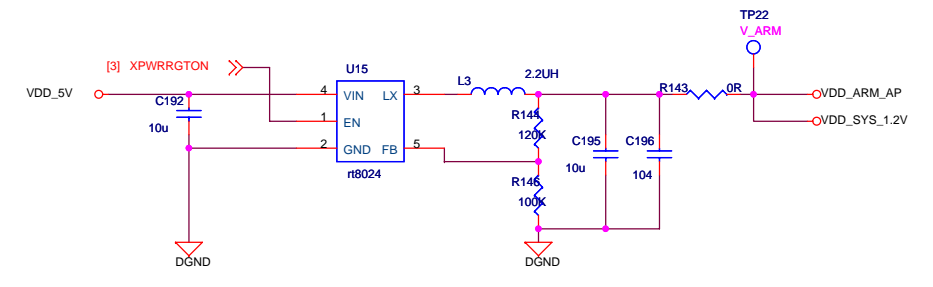 TP22
V_ARM
[3] XPWRRGTON
U15
L3
2.2UH
VDD_5V
C192
10u
4
VIN
LX
3
1
EN
2
GND
FB
5
rt8024
R144
120K
R146
100K
C195
10u
C196
104
R143
0R
VDD_ARM_AP
VDD_SYS_1.2V
DGND
DGND